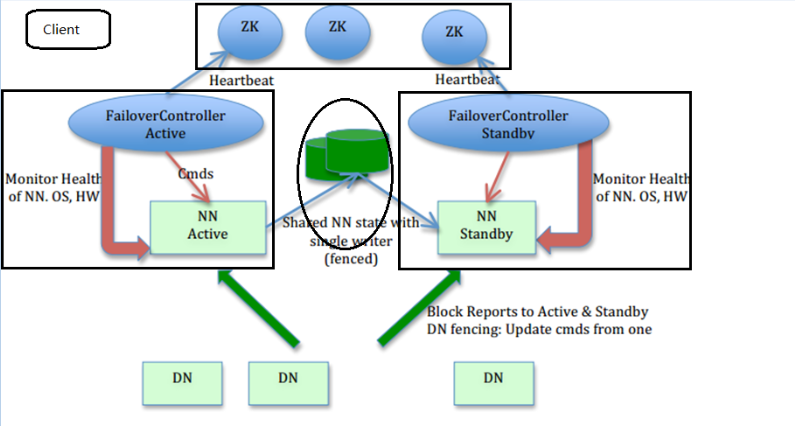 Client
ZK
ZK
ZK
Heartbeat
Heartbeat
FailoverController
Active
FailoverController
Standby
Monitor Health
of NN. OS, HW
Cmds
Monitor Health
of NN. OS, HW
NN
Active
Shared NN state with
single writer
(fenced)
NN
Standby
Block Reports to Active & Standby
DN fencing: Update cmds from one
DN
DN
DN